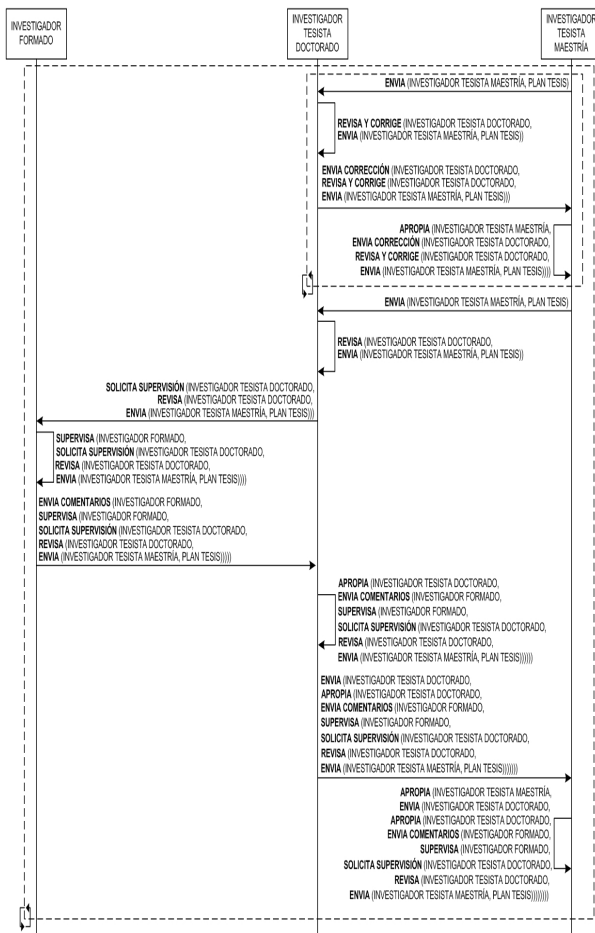 INVESTIGADOR
FORMADO
INVESTIGADOR
TESISTA
DOCTORADO
INVESTIGADOR
TESISTA
MAESTRÍA
ENVIA (INVESTIGADOR TESISTA MAESTRÍA, PLAN TESIS)
REVISA Y CORRIGE (INVESTIGADOR TESISTA DOCTORADO,
ENVIA (INVESTIGADOR TESISTA MAESTRÍA, PLAN TESIS))
ENVIA CORRECCIÓN (INVESTIGADOR TESISTA DOCTORADO,
REVISA Y CORRIGE (INVESTIGADOR TESISTA DOCTORADO,
ENVIA (INVESTIGADOR TESISTA MAESTRÍA, PLAN TESIS)))
APROPIA (INVESTIGADOR TESISTA MAESTRÍA,
ENVIA CORRECCIÓN (INVESTIGADOR TESISTA DOCTORADO,
REVISA Y CORRIGE (INVESTIGADOR TESISTA DOCTORADO,
ENVIA (INVESTIGADOR TESISTA MAESTRÍA, PLAN TESIS))))
ENVIA (INVESTIGADOR TESISTA MAESTRÍA, PLAN TESIS)
REVISA (INVESTIGADOR TESISTA DOCTORADO,
ENVIA (INVESTIGADOR TESISTA MAESTRÍA, PLAN TESIS))
SOLICITA SUPERVISIÓN (INVESTIGADOR TESISTA DOCTORADO,
REVISA (INVESTIGADOR TESISTA DOCTORADO,
ENVIA (INVESTIGADOR TESISTA MAESTRÍA, PLAN TESIS)))
SUPERVISA (INVESTIGADOR FORMADO,
SOLICITA SUPERVISIÓN (INVESTIGADOR TESISTA DOCTORADO,
REVISA (INVESTIGADOR TESISTA DOCTORADO,
ENVIA (INVESTIGADOR TESISTA MAESTRÍA, PLAN TESIS))))
ENVIA COMENTARIOS (INVESTIGADOR FORMADO,
SUPERVISA (INVESTIGADOR FORMADO,
SOLICITA SUPERVISIÓN (INVESTIGADOR TESISTA DOCTORADO,
REVISA (INVESTIGADOR TESISTA DOCTORADO,
ENVIA (INVESTIGADOR TESISTA MAESTRÍA, PLAN TESIS)))))
APROPIA (INVESTIGADOR TESISTA DOCTORADO,
ENVIA COMENTARIOS (INVESTIGADOR FORMADO,
SUPERVISA (INVESTIGADOR FORMADO,
SOLICITA SUPERVISIÓN (INVESTIGADOR TESISTA DOCTORADO,
REVISA (INVESTIGADOR TESISTA DOCTORADO,
ENVIA (INVESTIGADOR TESISTA MAESTRÍA, PLAN TESIS))))))
ENVIA (INVESTIGADOR TESISTA DOCTORADO,
APROPIA (INVESTIGADOR TESISTA DOCTORADO,
ENVIA COMENTARIOS (INVESTIGADOR FORMADO,
SUPERVISA (INVESTIGADOR FORMADO,
SOLICITA SUPERVISIÓN (INVESTIGADOR TESISTA DOCTORADO,
REVISA (INVESTIGADOR TESISTA DOCTORADO,
ENVIA (INVESTIGADOR TESISTA MAESTRÍA, PLAN TESIS)))))))
APROPIA (INVESTIGADOR TESISTA MAESTRÍA,
ENVIA (INVESTIGADOR TESISTA DOCTORADO,
APROPIA (INVESTIGADOR TESISTA DOCTORADO,
ENVIA COMENTARIOS (INVESTIGADOR FORMADO,
SUPERVISA (INVESTIGADOR FORMADO,
SOLICITA SUPERVISIÓN (INVESTIGADOR TESISTA DOCTORADO,
REVISA (INVESTIGADOR TESISTA DOCTORADO,
ENVIA (INVESTIGADOR TESISTA MAESTRÍA, PLAN TESIS))))))))